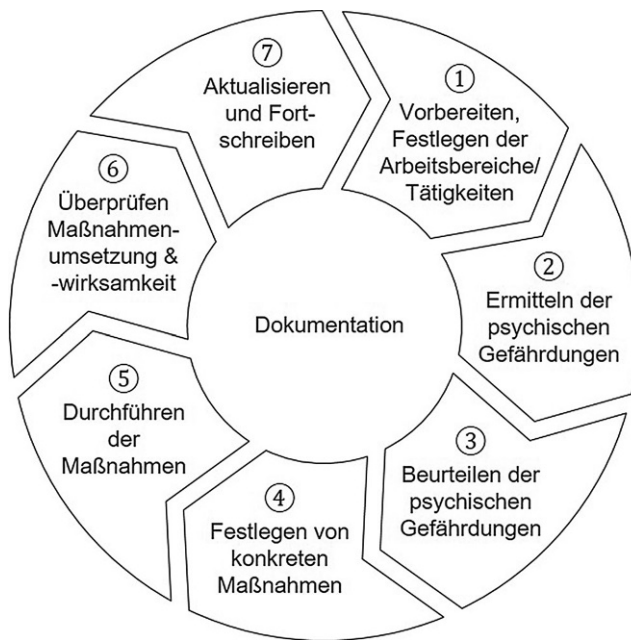 ①
Vorbereiten,
Festlegen der
Arbeitsbereiche/
Tätigkeiten
②
Ermitteln der
psychischen
Gefährdungen
③
Beurteilen der
psychischen
Gefährdungen
④
Festlegen von
konkreten
Maßnahmen
⑤
Durchführen
der
Maßnahmen
⑥
Überprüfen
Maßnahmen-
umsetzung &
-wirksamkeit
⑦
Aktualisieren
und Fort-
schreiben
Dokumentation